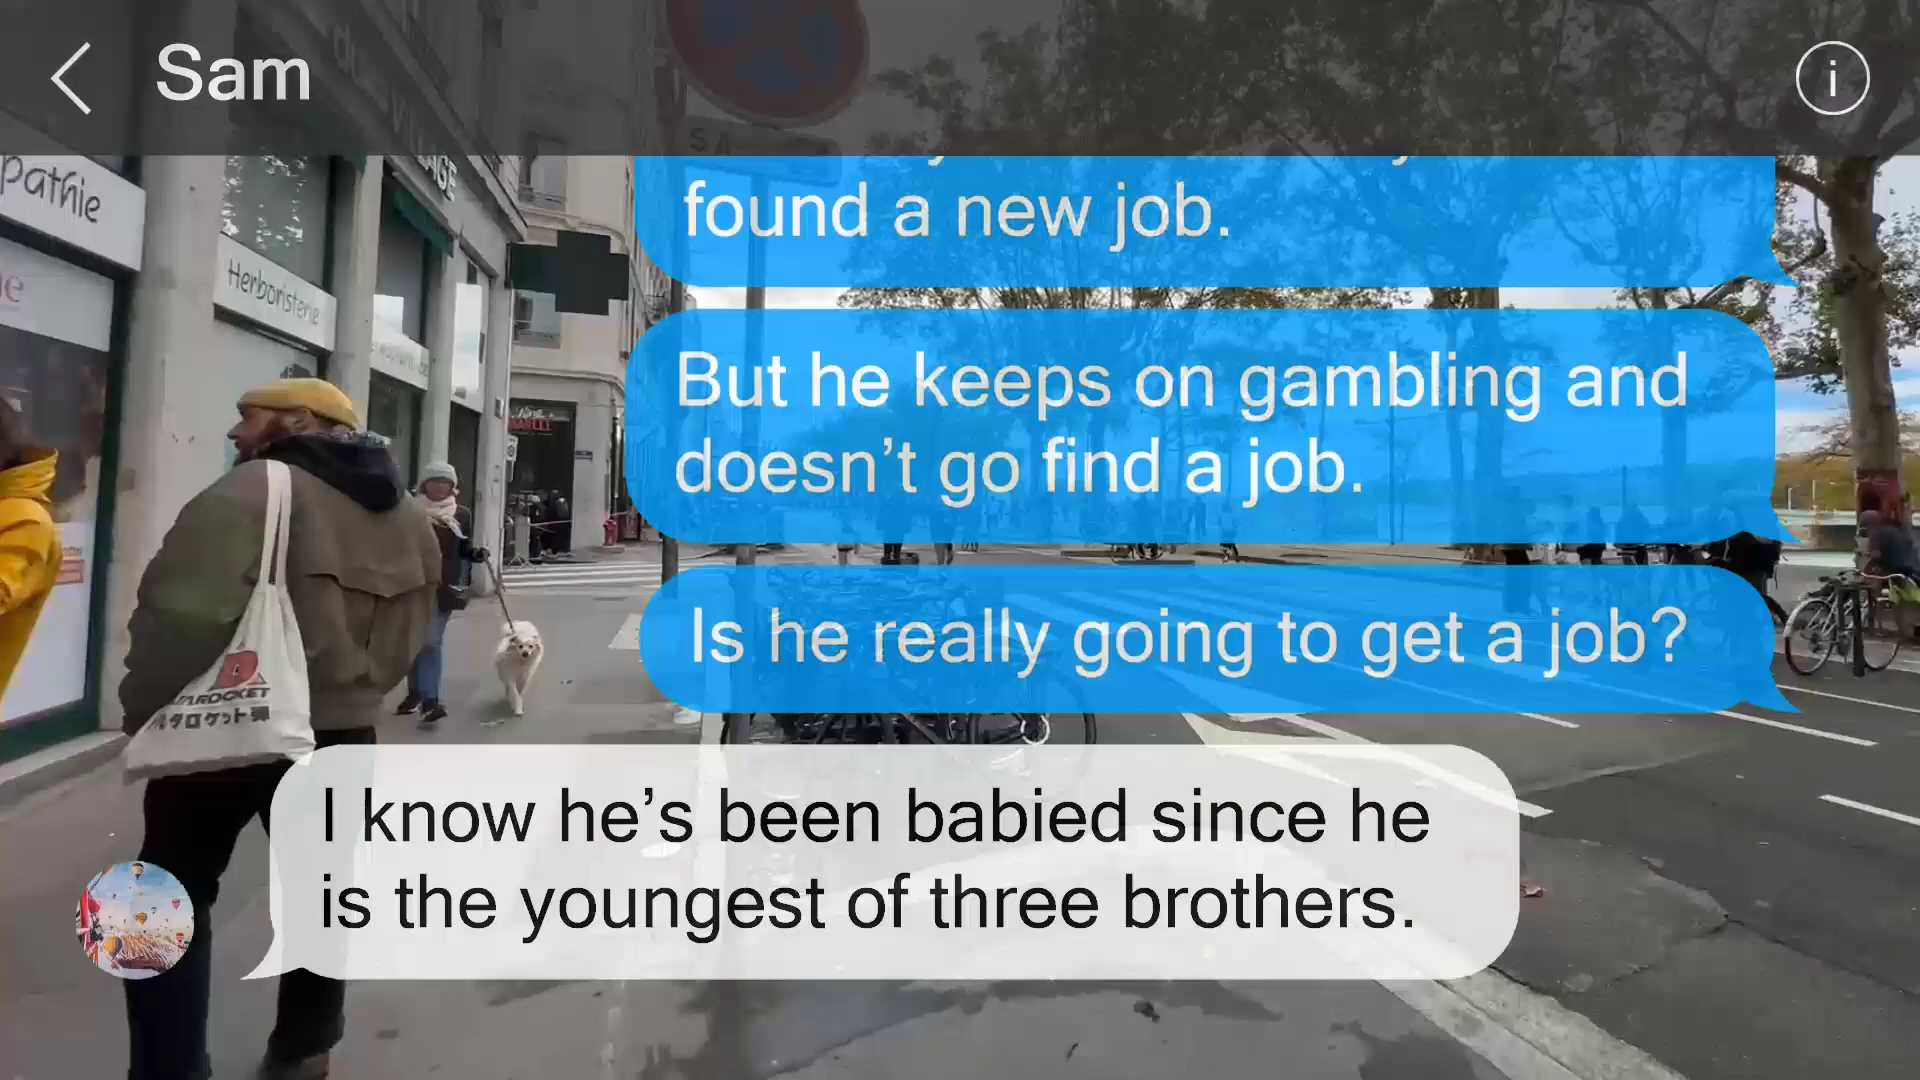 Sam
found a new job.
But he keeps on gambling and
doesn’t go find a job.
Is he really going to get a job?
I know he’s been babied since he
is the youngest of three brothers.
pathie
Herboristerie
AGE